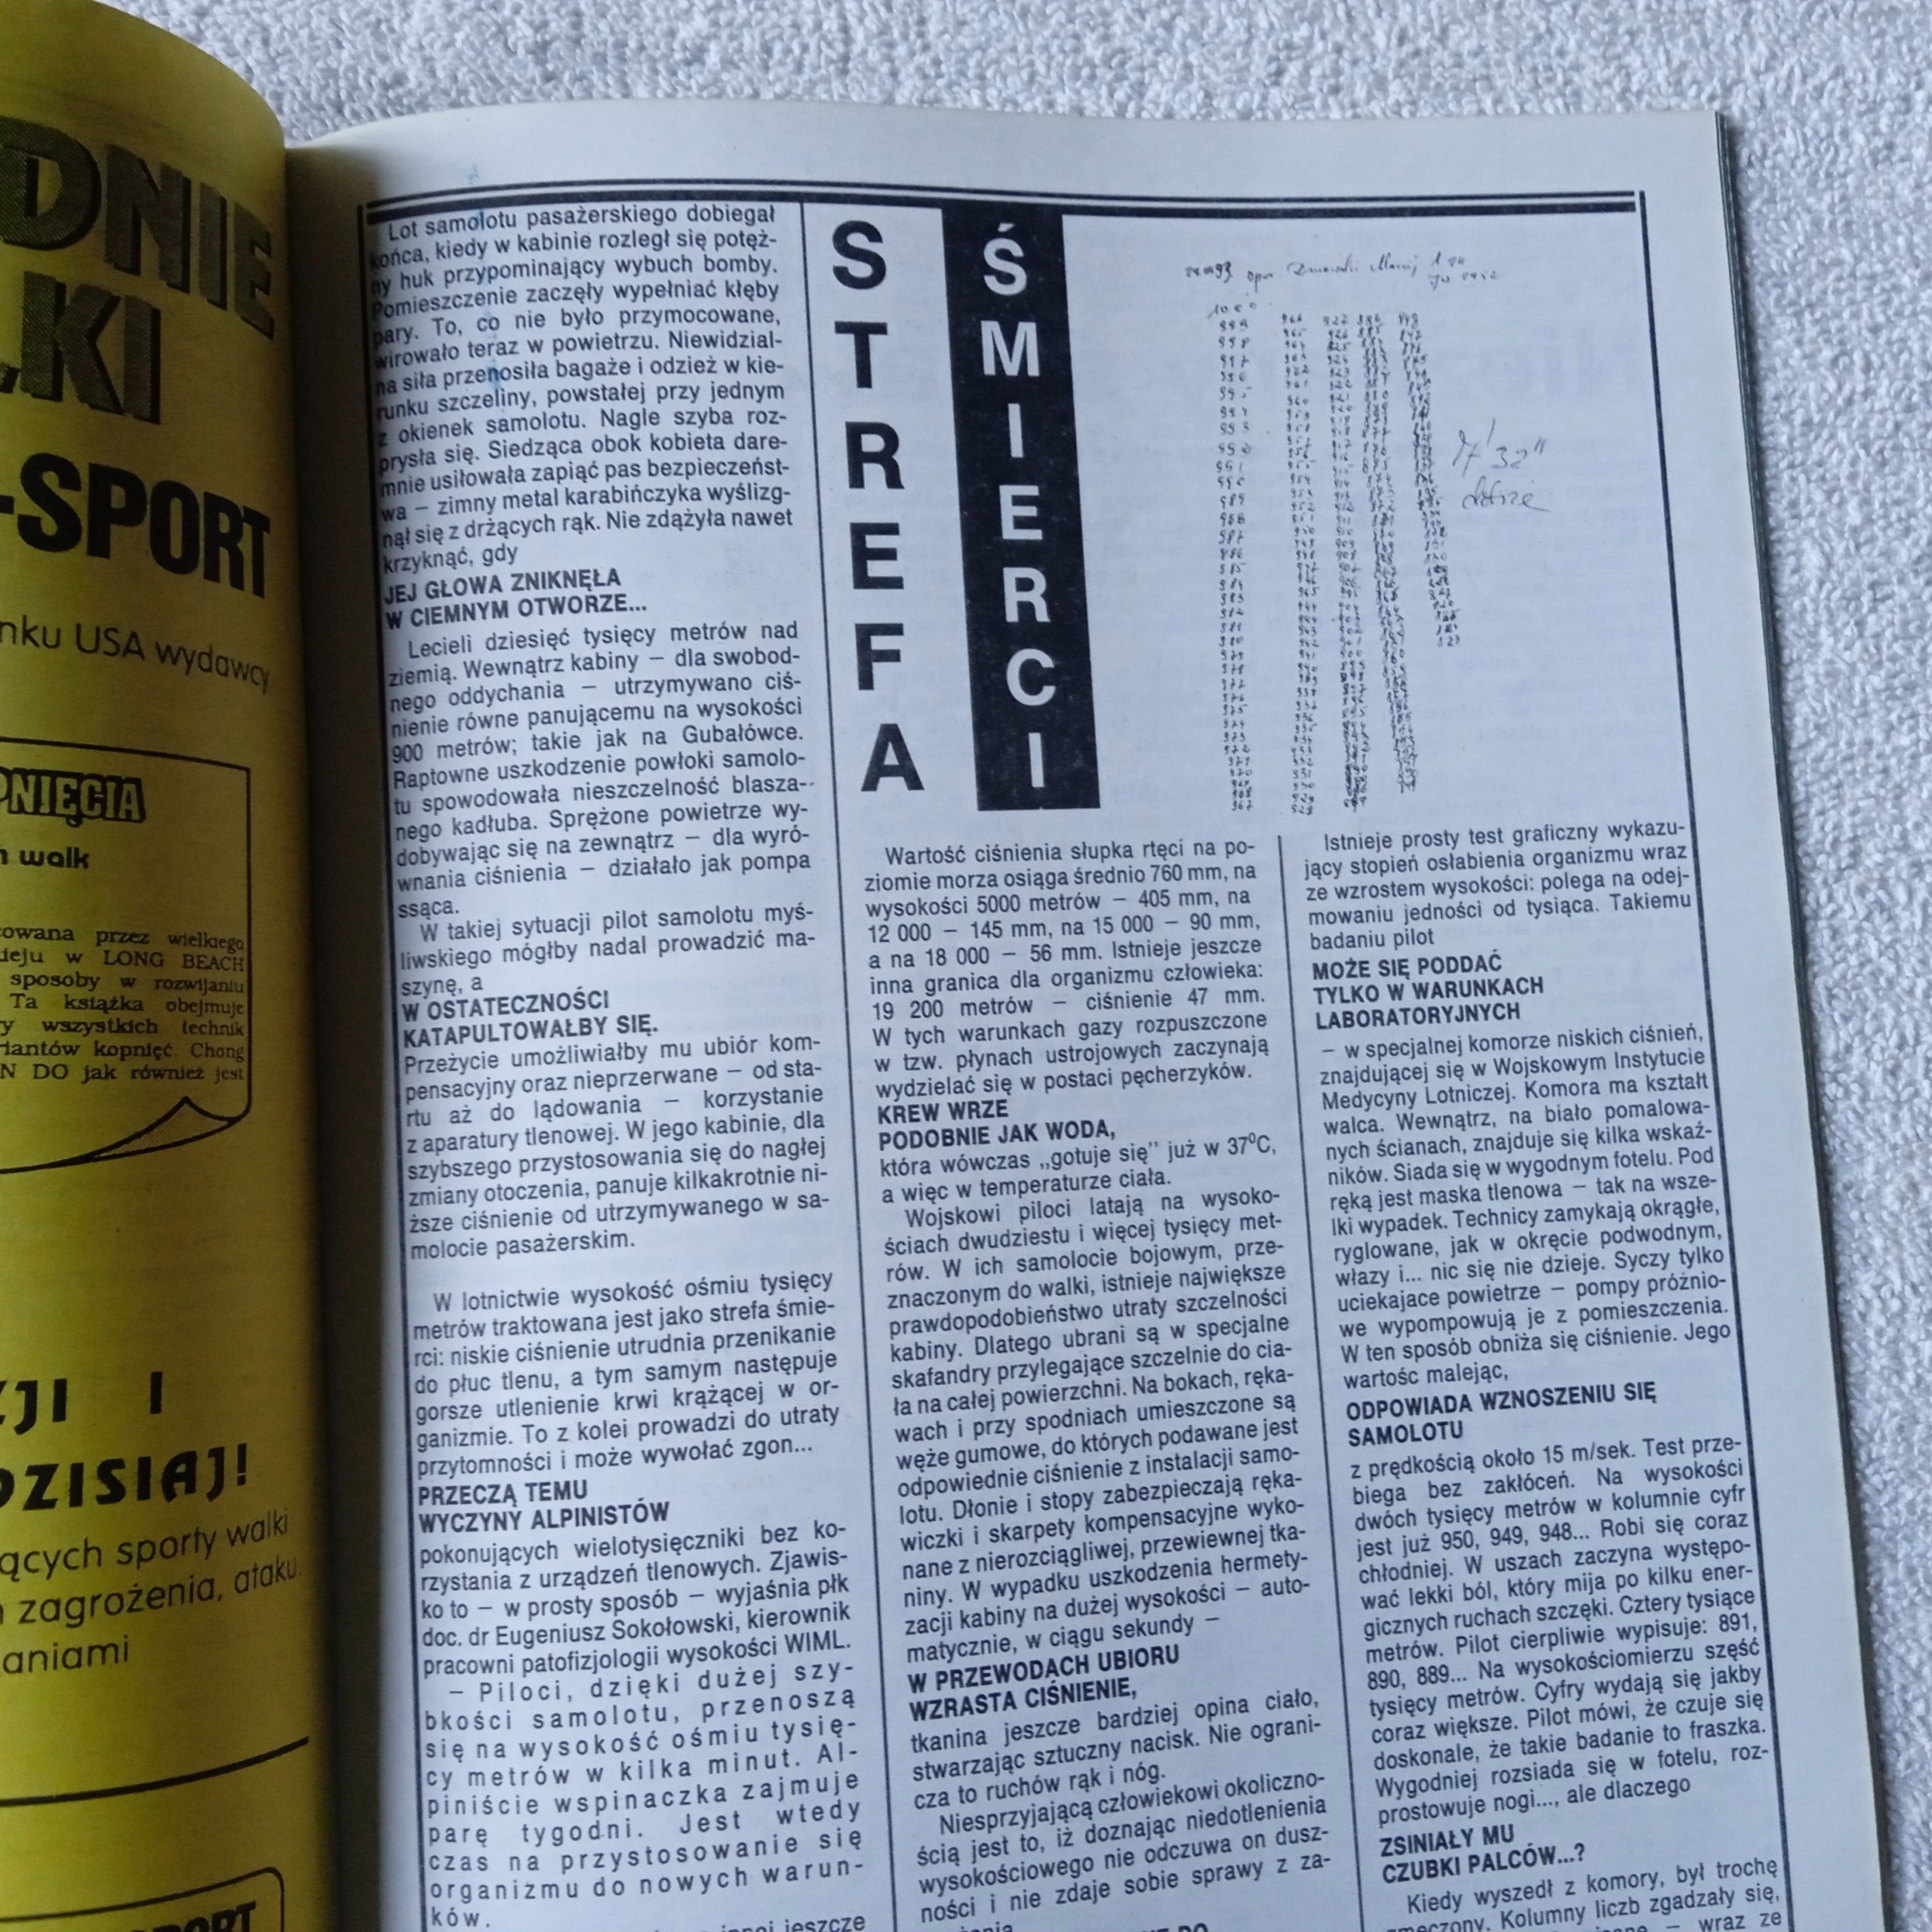 DNIE
ŁKI
-SPORT
nku USA wydawcy
PNIĘCIA
walk
owana przez wielkiego
w LONG BEACH
sposoby w rozwijaniu
Ta książka obejmuje
wszystkich technik
kopnięć. Chong
DO jak również jest
JI I
DZISIAJ!
ących sporty walki
zagrożenia, ataku
aniami
PORT
Lot samolotu pasażerskiego dobiegał
końca, kiedy w kabinie rozległ się potęż-
ny huk przypominający wybuch bomby.
Pomieszczenie zaczęły wypełniać kłęby
pary. To, co nie było przymocowane,
wirowało teraz w powietrzu. Niewidzial-
na siła przenosiła bagaże i odzież w kie-
runku szczeliny, powstałej przy jednym
z okienek samolotu. Nagle szyba roz-
prysła się. Siedząca obok kobieta dare-
mnie usiłowała zapiąć pas bezpieczeńst-
wa – zimny metal karabińczyka wyślizg-
nął się z drżących rąk. Nie zdążyła nawet
krzyknąć, gdy
JEJ GŁOWA ZNIKNĘŁA
W CIEMNYM OTWORZE...
Lecieli dziesięć tysięcy metrów nad
ziemią. Wewnątrz kabiny – dla swobod-
nego oddychania – utrzymywano ciś-
nienie równe panującemu na wysokości
900 metrów; takie jak na Gubałówce.
Raptowne uszkodzenie powłoki samolo-
tu spowodowała nieszczelność blasza-
nego kadłuba. Sprężone powietrze wy-
dobywając się na zewnątrz – dla wyró-
wnania ciśnienia – działało jak pompa
ssąca.
W takiej sytuacji pilot samolotu myś-
liwskiego mógłby nadal prowadzić ma-
szynę, a
W OSTATECZNOŚCI
KATAPULTOWAŁBY SIĘ.
Przeżycie umożliwiałby mu ubiór kom-
pensacyjny oraz nieprzerwane – od sta-
rtu aż do lądowania – korzystanie
z aparatury tlenowej. W jego kabinie, dla
szybszego przystosowania się do nagłej
zmiany otoczenia, panuje kilkakrotnie ni-
ższe ciśnienie od utrzymywanego w sa-
molocie pasażerskim.
W lotnictwie wysokość ośmiu tysięcy
metrów traktowana jest jako strefa śmie-
rci: niskie ciśnienie utrudnia przenikanie
do płuc tlenu, a tym samym następuje
gorsze utlenienie krwi krążącej w or-
ganizmie. To z kolei prowadzi do utraty
przytomności i może wywołać zgon...
PRZECZĄ TEMU
WYCZYNY ALPINISTÓW
pokonujących wielotysięczniki bez ko-
rzystania z urządzeń tlenowych. Zjawis-
ko to – w prosty sposób – wyjaśnia płk
doc. dr Eugeniusz Sokołowski, kierownik
pracowni patofizjologii wysokości WIML.
– Piloci, dzięki dużej szy-
bkości samolotu, przenoszą
się na wysokość ośmiu tysię-
cy metrów w kilka minut. Al-
piniście wspinaczka zajmuje
parę tygodni. Jest wtedy
czas na przystosowanie się
organizmu do nowych warun-
ków.
jeszcze
STREFA
ŚMIERCI
7'32"
dobrze
Wartość ciśnienia słupka rtęci na po-
ziomie morza osiąga średnio 760 mm, na
wysokości 5000 metrów – 405 mm, na
12 000 – 145 mm, na 15 000 – 90 mm,
a na 18 000 – 56 mm. Istnieje jeszcze
inna granica dla organizmu człowieka:
19 200 metrów – ciśnienie 47 mm.
W tych warunkach gazy rozpuszczone
w tzw. płynach ustrojowych zaczynają
wydzielać się w postaci pęcherzyków.
KREW WRZE
PODOBNIE JAK WODA,
która wówczas „gotuje się” już w 37°C,
a więc w temperaturze ciała.
Wojskowi piloci latają na wysoko-
ściach dwudziestu i więcej tysięcy met-
rów. W ich samolocie bojowym, prze-
znaczonym do walki, istnieje największe
prawdopodobieństwo utraty szczelności
kabiny. Dlatego ubrani są w specjalne
skafandry przylegające szczelnie do cia-
ła na całej powierzchni. Na bokach, ręka-
wach i przy spodniach umieszczone są
węże gumowe, do których podawane jest
odpowiednie ciśnienie z instalacji samo-
lotu. Dłonie i stopy zabezpieczają ręka-
wiczki i skarpety kompensacyjne wyko-
nane z nierozciągliwej, przewiewnej tka-
niny. W wypadku uszkodzenia hermety-
zacji kabiny na dużej wysokości – auto-
matycznie, w ciągu sekundy –
W PRZEWODACH UBIORU
WZRASTA CIŚNIENIE,
tkanina jeszcze bardziej opina ciało,
stwarzając sztuczny nacisk. Nie ograni-
cza to ruchów rąk i nóg.
Niesprzyjającą człowiekowi okoliczno-
ścią jest to, iż doznając niedotlenienia
wysokościowego nie odczuwa on dusz-
ności i nie zdaje sobie sprawy z za-
Istnieje prosty test graficzny wykazu-
jący stopień osłabienia organizmu wraz
ze wzrostem wysokości: polega na odej-
mowaniu jedności od tysiąca. Takiemu
badaniu pilot
MOŻE SIĘ PODDAĆ
TYLKO W WARUNKACH
LABORATORYJNYCH
– w specjalnej komorze niskich ciśnień,
znajdującej się w Wojskowym Instytucie
Medycyny Lotniczej. Komora ma kształt
walca. Wewnątrz, na biało pomalowa-
nych ścianach, znajduje się kilka wskaź-
ników. Siada się w wygodnym fotelu. Pod
ręką jest maska tlenowa – tak na wsze-
lki wypadek. Technicy zamykają okrągłe,
ryglowane, jak w okręcie podwodnym,
włazy i... nic się nie dzieje. Syczy tylko
uciekajace powietrze – pompy próżnio-
we wypompowują je z pomieszczenia.
W ten sposób obniża się ciśnienie. Jego
wartośc malejąc,
ODPOWIADA WZNOSZENIU SIĘ
SAMOLOTU
z prędkością około 15 m/sek. Test prze-
biega bez zakłóceń. Na wysokości
dwóch tysięcy metrów w kolumnie cyfr
jest już 950, 949, 948... Robi się coraz
chłodniej. W uszach zaczyna występo-
wać lekki ból, który mija po kilku ener-
gicznych ruchach szczęki. Cztery tysiące
metrów. Pilot cierpliwie wypisuje: 891,
890, 889... Na wysokościomierzu sześć
tysięcy metrów. Cyfry wydają się jakby
coraz większe. Pilot mówi, że czuje się
doskonale, że takie badanie to fraszka.
Wygodniej rozsiada się w fotelu, roz-
prostowuje nogi..., ale dlaczego
ZSINIAŁY MU
CZUBKI PALCÓW...?
Kiedy wyszedł z komory, był trochę
zmęczony. Kolumny liczb zgadzały się,
– wraz ze